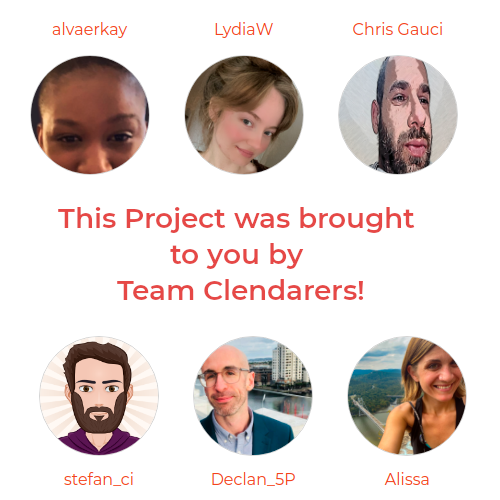 alvaerkay LydiaW Chris Gauci
This Project was brought
to you by
Team Clendarers!
stefan_ci Declan_5P Alissa